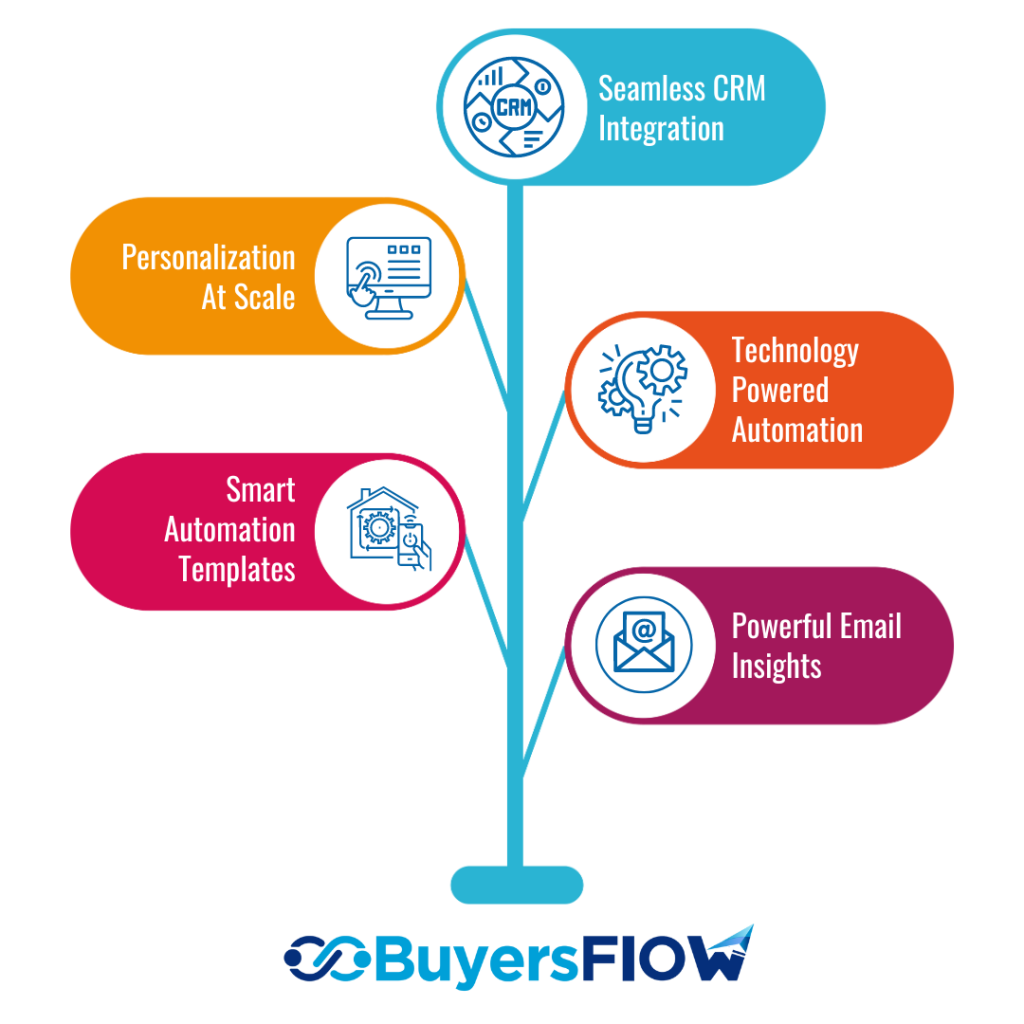 CRM
Seamless CRM
Integration
Personalization
At Scale
Technology
Powered
Automation
Smart
Automation
Templates
@
Powerful Email
Insights
BuyersFlOW